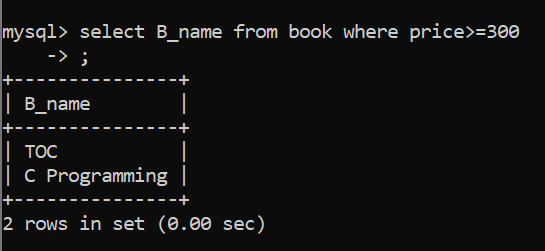 mysql> select B_name from book where price>=300
    -> ;
+---------------+
| B_name        |
+---------------+
| TOC           |
| C Programming |
+---------------+
2 rows in set (0.00 sec)